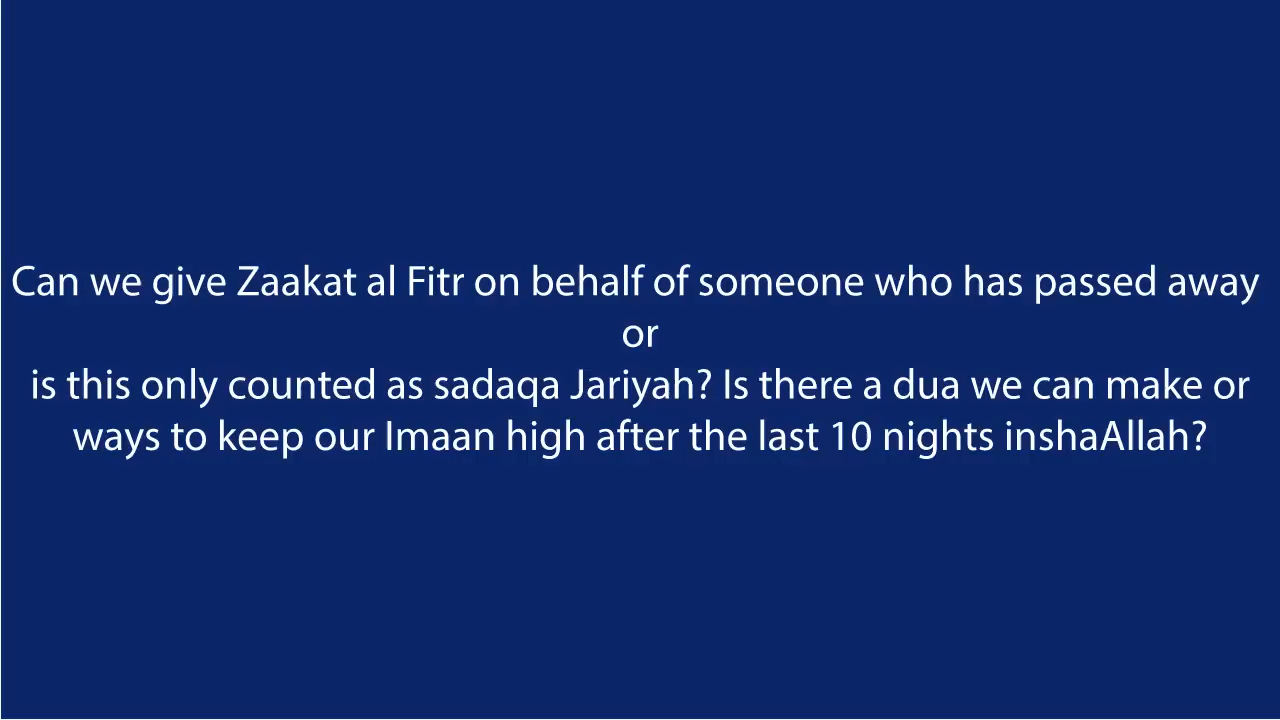 Can we give Zaakat al Fitr on behalf of someone who has passed away
or
is this only counted as sadaqa Jariyah? Is there a dua we can make or
ways to keep our Imaan high after the last 10 nights inshaAllah?